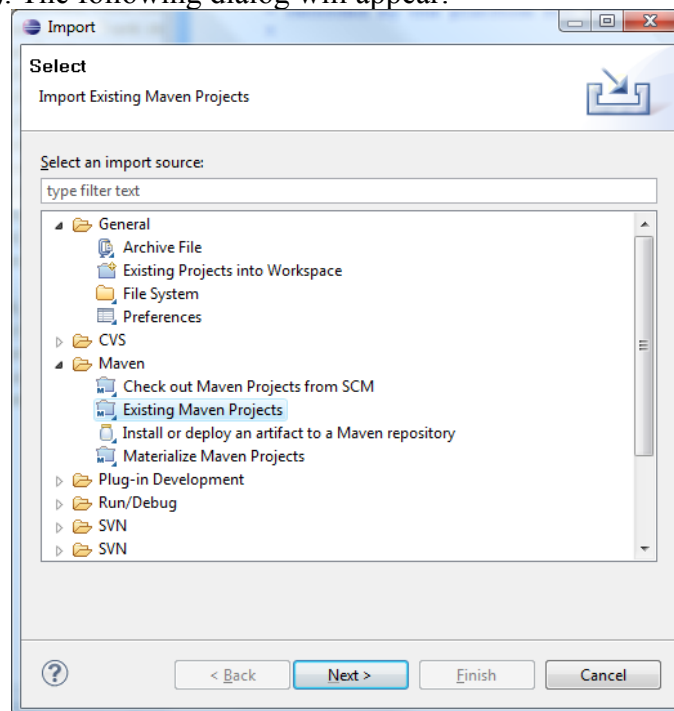 . The following dialog will appear:
Import
Select
Import Existing Maven Projects
Select an import source:
type filter text
General
Archive File
Existing Projects into Workspace
File System
Preferences
CVS
Maven
Check out Maven Projects from SCM
Existing Maven Projects
Install or deploy an artifact to a Maven repository
Materialize Maven Projects
Plug-in Development
Run/Debug
SVN
SVN
< Back Next > Finish Cancel